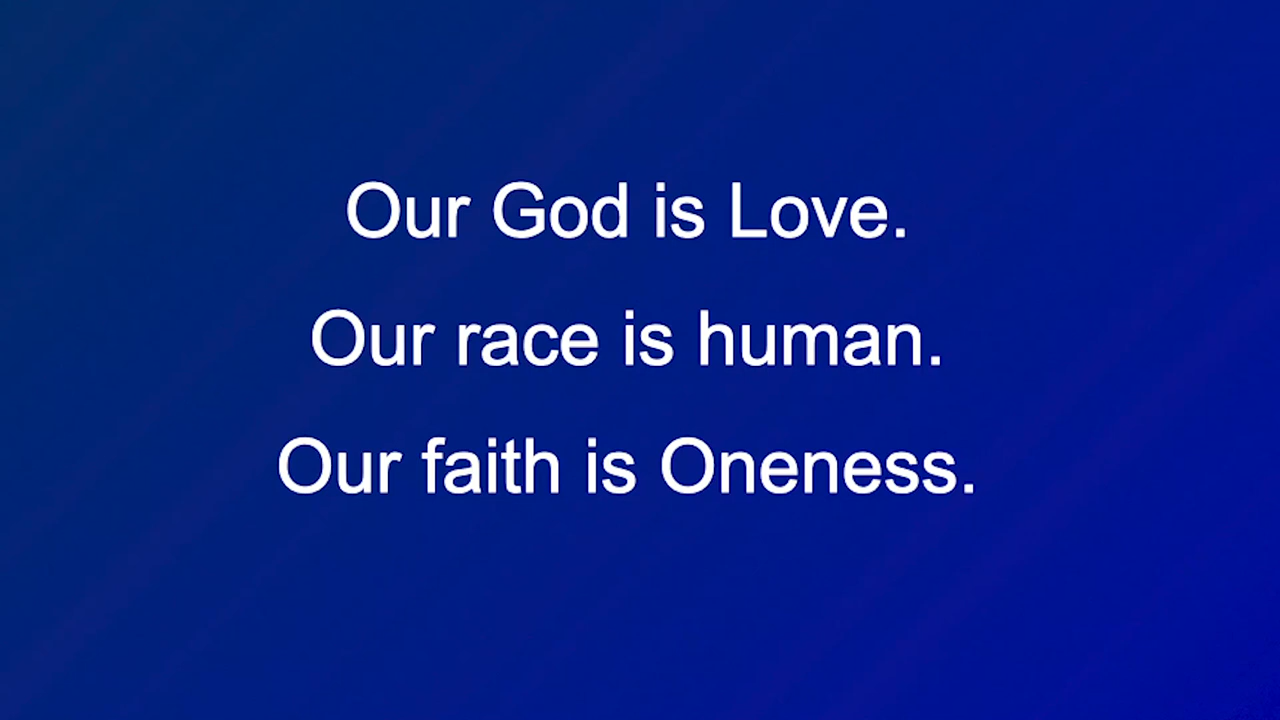 Our God is Love.
Our race is human.
Our faith is Oneness.